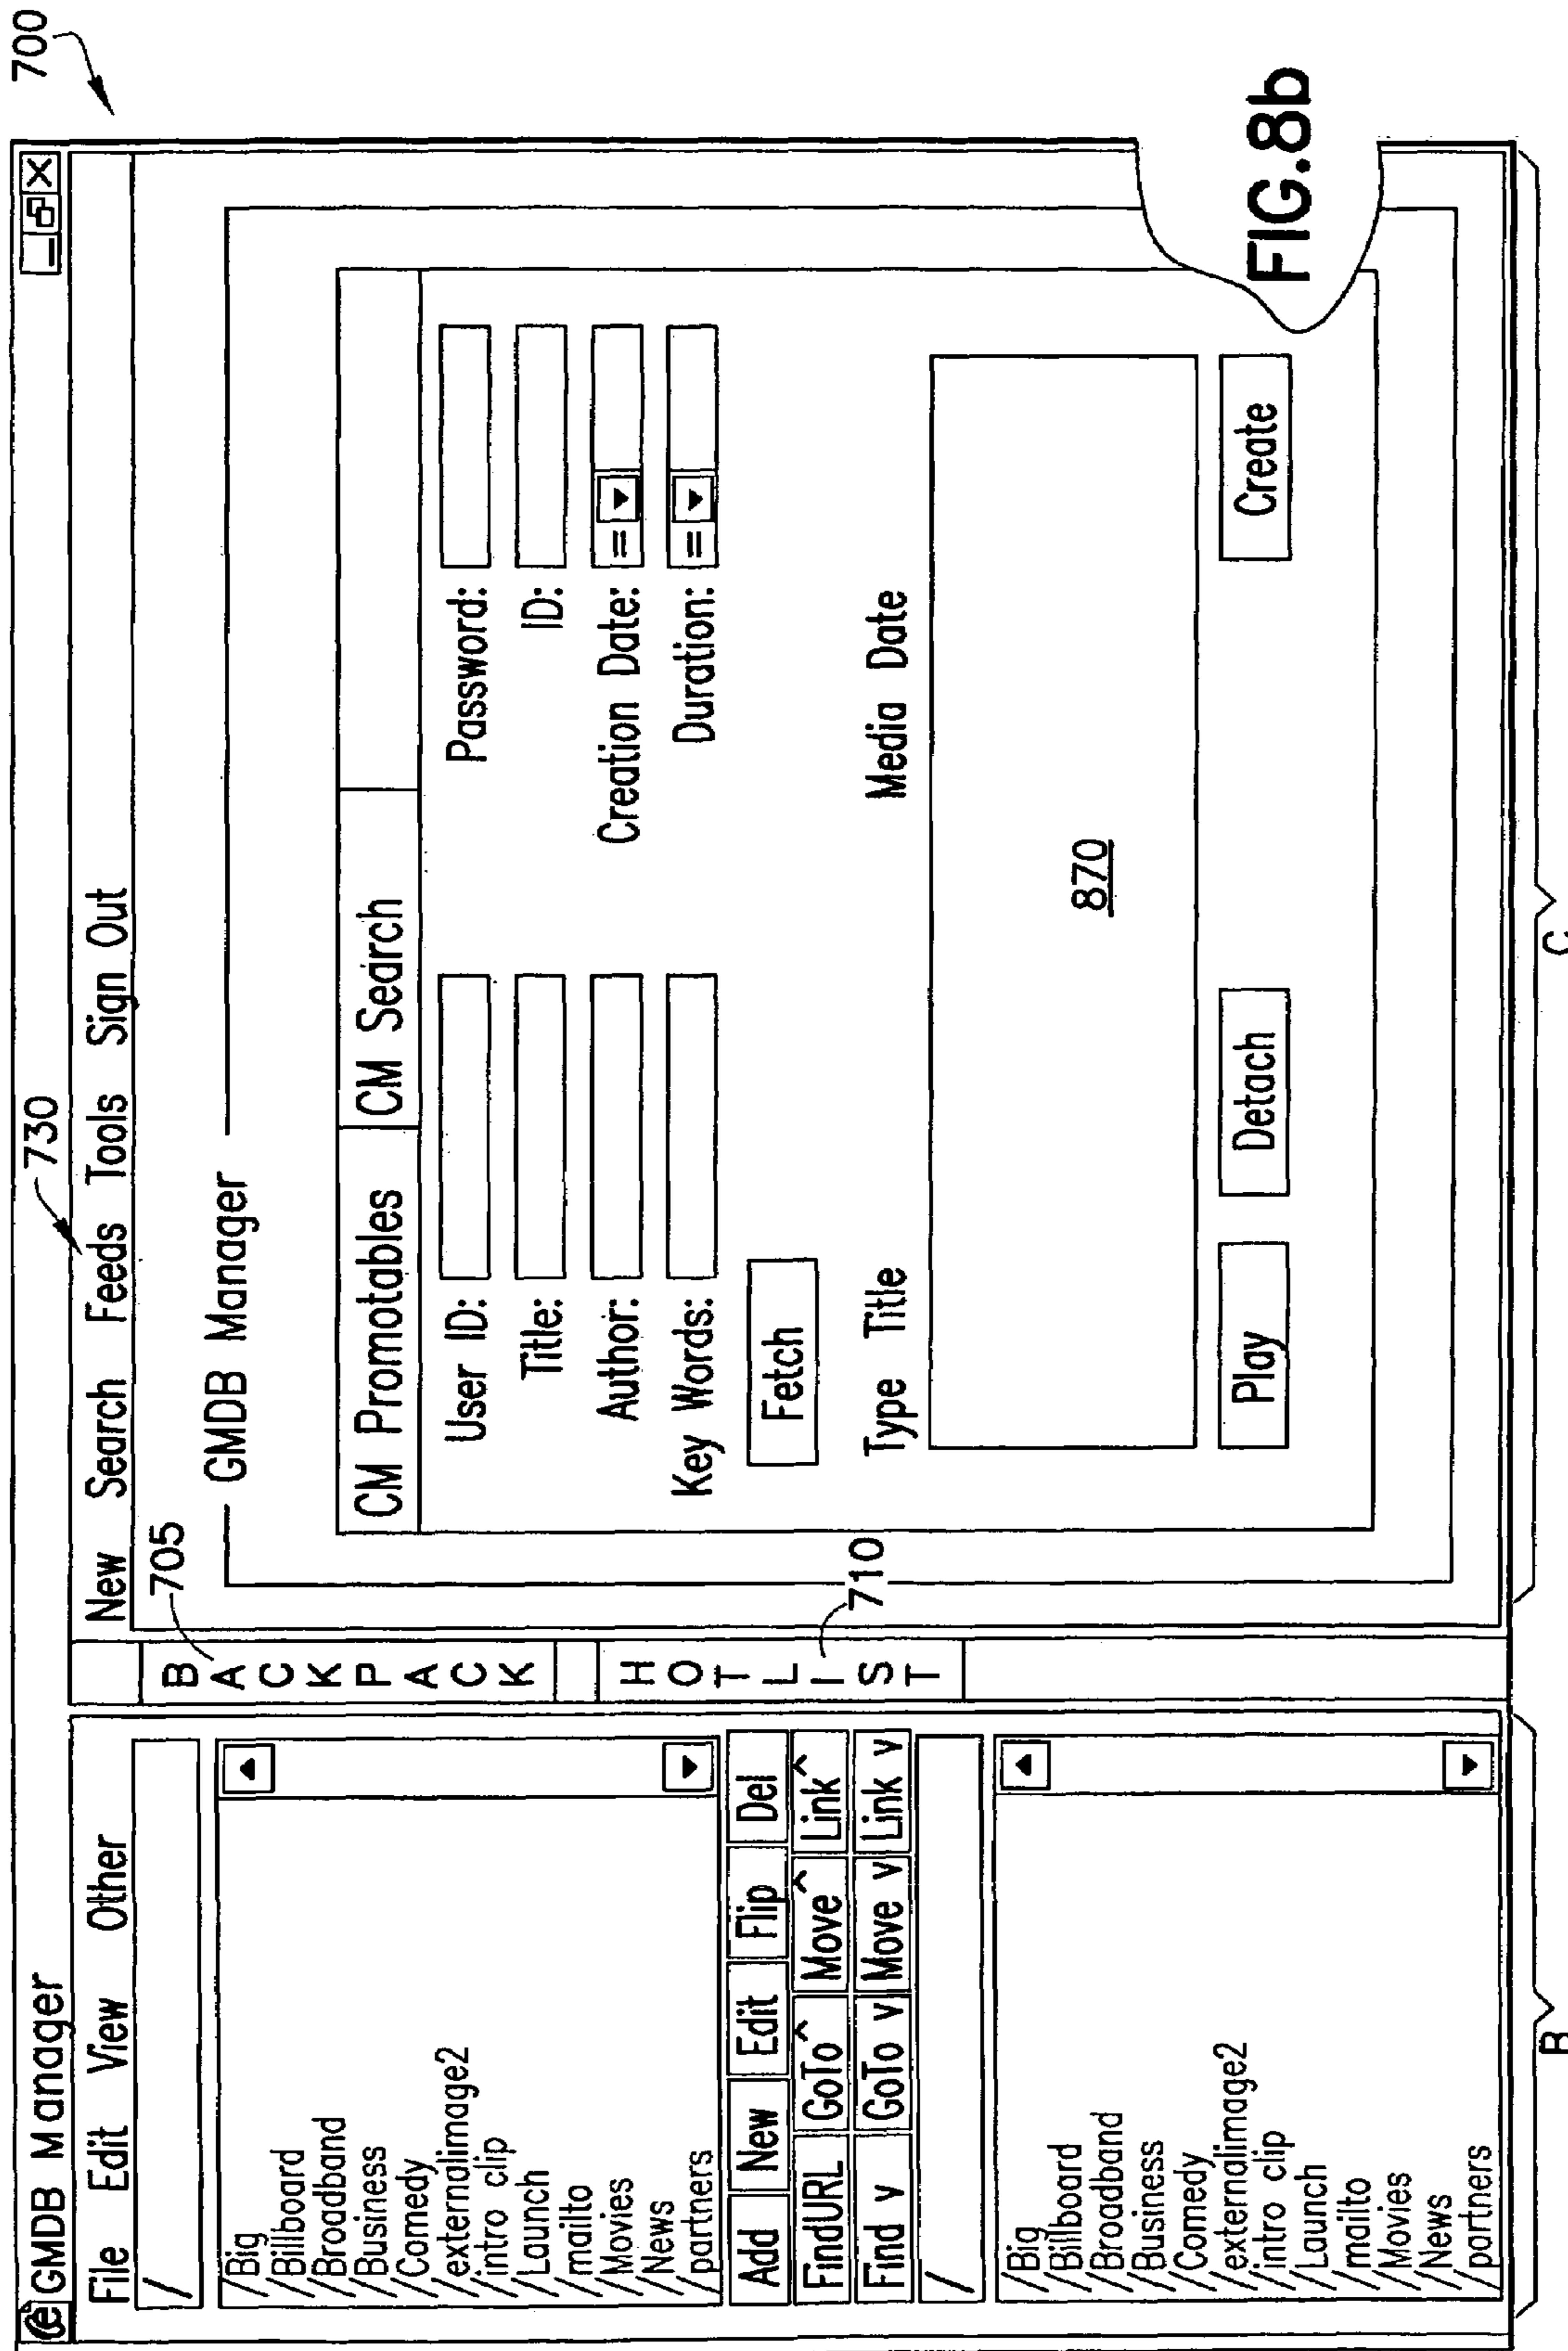 700
GMDB Manager
File Edit View Other
/
/Big
/Billboard
/Broadband
/Business
/Comedy
/externalimage2
/intro clip
/Launch
/mailto
/Movies
/News
/partners
Add New Edit Flip Del
FindURL GoTo ^ Move ^ Link ^
Find v GoTo v Move v Link v
/
/Big
/Billboard
/Broadband
/Business
/Comedy
/externalimage2
/intro clip
/Launch
/mailto
/Movies
/News
/partners
B
BACKPACK
705
HOTLIST
710
730
New Search Feeds Tools Sign Out
GMDB Manager
CM Promotables CM Search
User ID: Password:
Title: ID:
Author: Creation Date: =
Key Words: Duration: =
Fetch
Type Title Media Date
870
Play Detach Create
C
FIG.8b